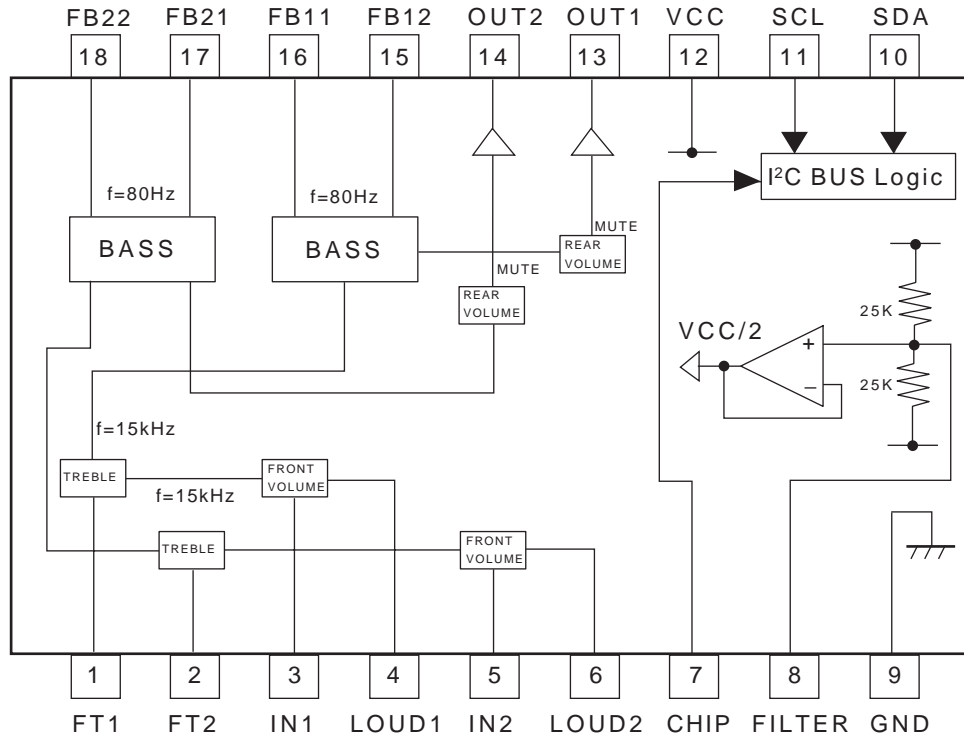 FB22 FB21 FB11 FB12 OUT2 OUT1 VCC SCL SDA
18 17 16 15 14 13 12 11 10
I²C BUS Logic
f=80Hz f=80Hz
MUTE
BASS BASS
REAR
VOLUME
MUTE
REAR
VOLUME
25K
VCC/2
+
−
25K
f=15kHz
TREBLE
FRONT
VOLUME
f=15kHz
TREBLE
FRONT
VOLUME
1 2 3 4 5 6 7 8 9
FT1 FT2 IN1 LOUD1 IN2 LOUD2 CHIP FILTER GND